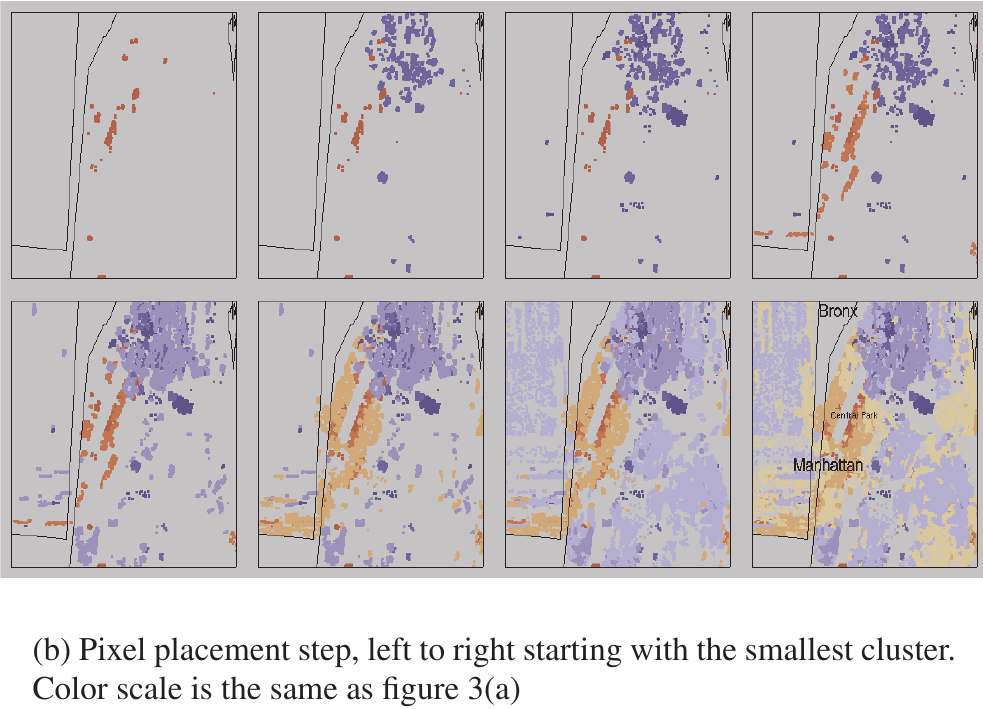 Bronx
Central Park
Manhattan
(b) Pixel placement step, left to right starting with the smallest cluster.
Color scale is the same as figure 3(a)